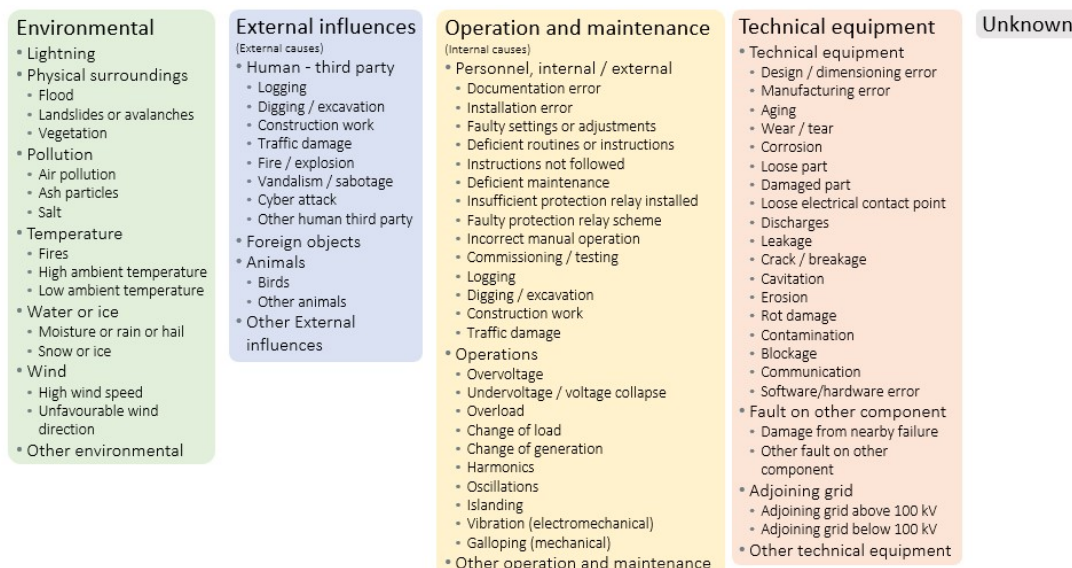 Environmental
• Lightning
• Physical surroundings
• Flood
• Landslides or avalanches
• Vegetation
• Pollution
• Air pollution
• Ash particles
• Salt
• Temperature
• Fires
• High ambient temperature
• Low ambient temperature
• Water or ice
• Moisture or rain or hail
• Snow or ice
• Wind
• High wind speed
• Unfavourable wind
direction
• Other environmental
External influences
(External causes)
• Human - third party
• Logging
• Digging / excavation
• Construction work
• Traffic damage
• Fire / explosion
• Vandalism / sabotage
• Cyber attack
• Other human third party
• Foreign objects
• Animals
• Birds
• Other animals
• Other External
influences
Operation and maintenance
(Internal causes)
• Personnel, internal / external
• Documentation error
• Installation error
• Faulty settings or adjustments
• Deficient routines or instructions
• Instructions not followed
• Deficient maintenance
• Insufficient protection relay installed
• Faulty protection relay scheme
• Incorrect manual operation
• Commissioning / testing
• Logging
• Digging / excavation
• Construction work
• Traffic damage
• Operations
• Overvoltage
• Undervoltage / voltage collapse
• Overload
• Change of load
• Change of generation
• Harmonics
• Oscillations
• Islanding
• Vibration (electromechanical)
• Galloping (mechanical)
• Other operation and maintenance
Technical equipment
• Technical equipment
• Design / dimensioning error
• Manufacturing error
• Aging
• Wear / tear
• Corrosion
• Loose part
• Damaged part
• Loose electrical contact point
• Discharges
• Leakage
• Crack / breakage
• Cavitation
• Erosion
• Rot damage
• Contamination
• Blockage
• Communication
• Software/hardware error
• Fault on other component
• Damage from nearby failure
• Other fault on other
component
• Adjoining grid
• Adjoining grid above 100 kV
• Adjoining grid below 100 kV
• Other technical equipment
Unknown